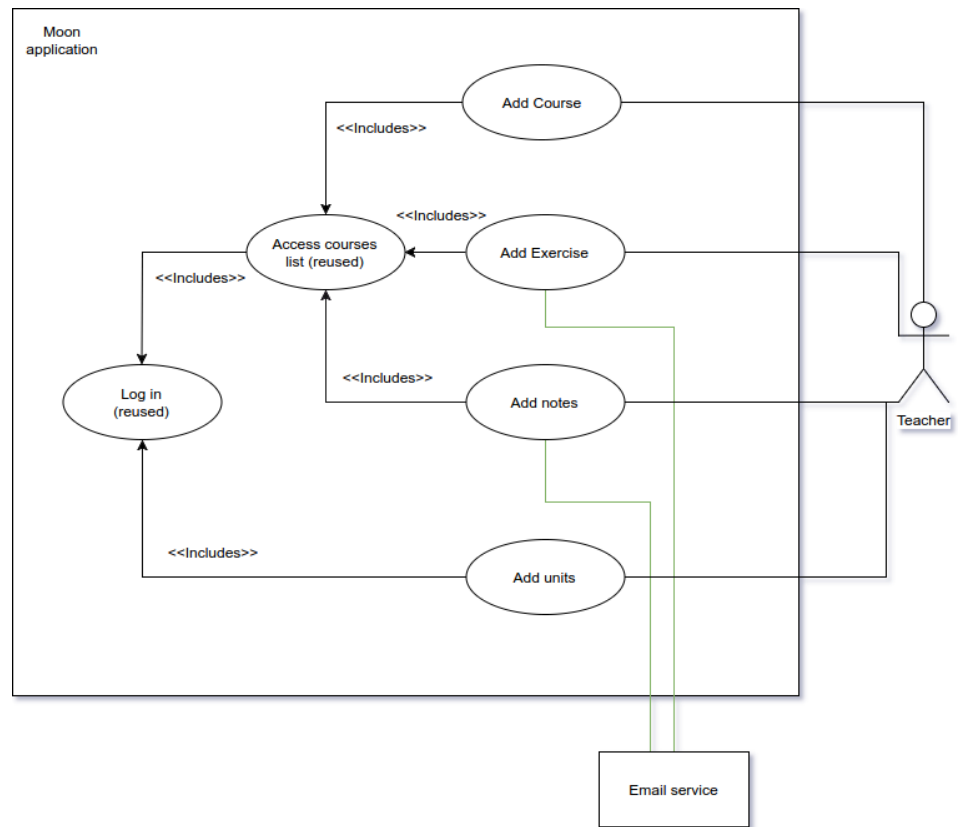 Moon
application
Add Course
<<Includes>>
<<Includes>>
Access courses
list (reused)
Add Exercise
<<Includes>>
<<Includes>>
Log in
(reused)
Add notes
Teacher
<<Includes>>
Add units
Email service